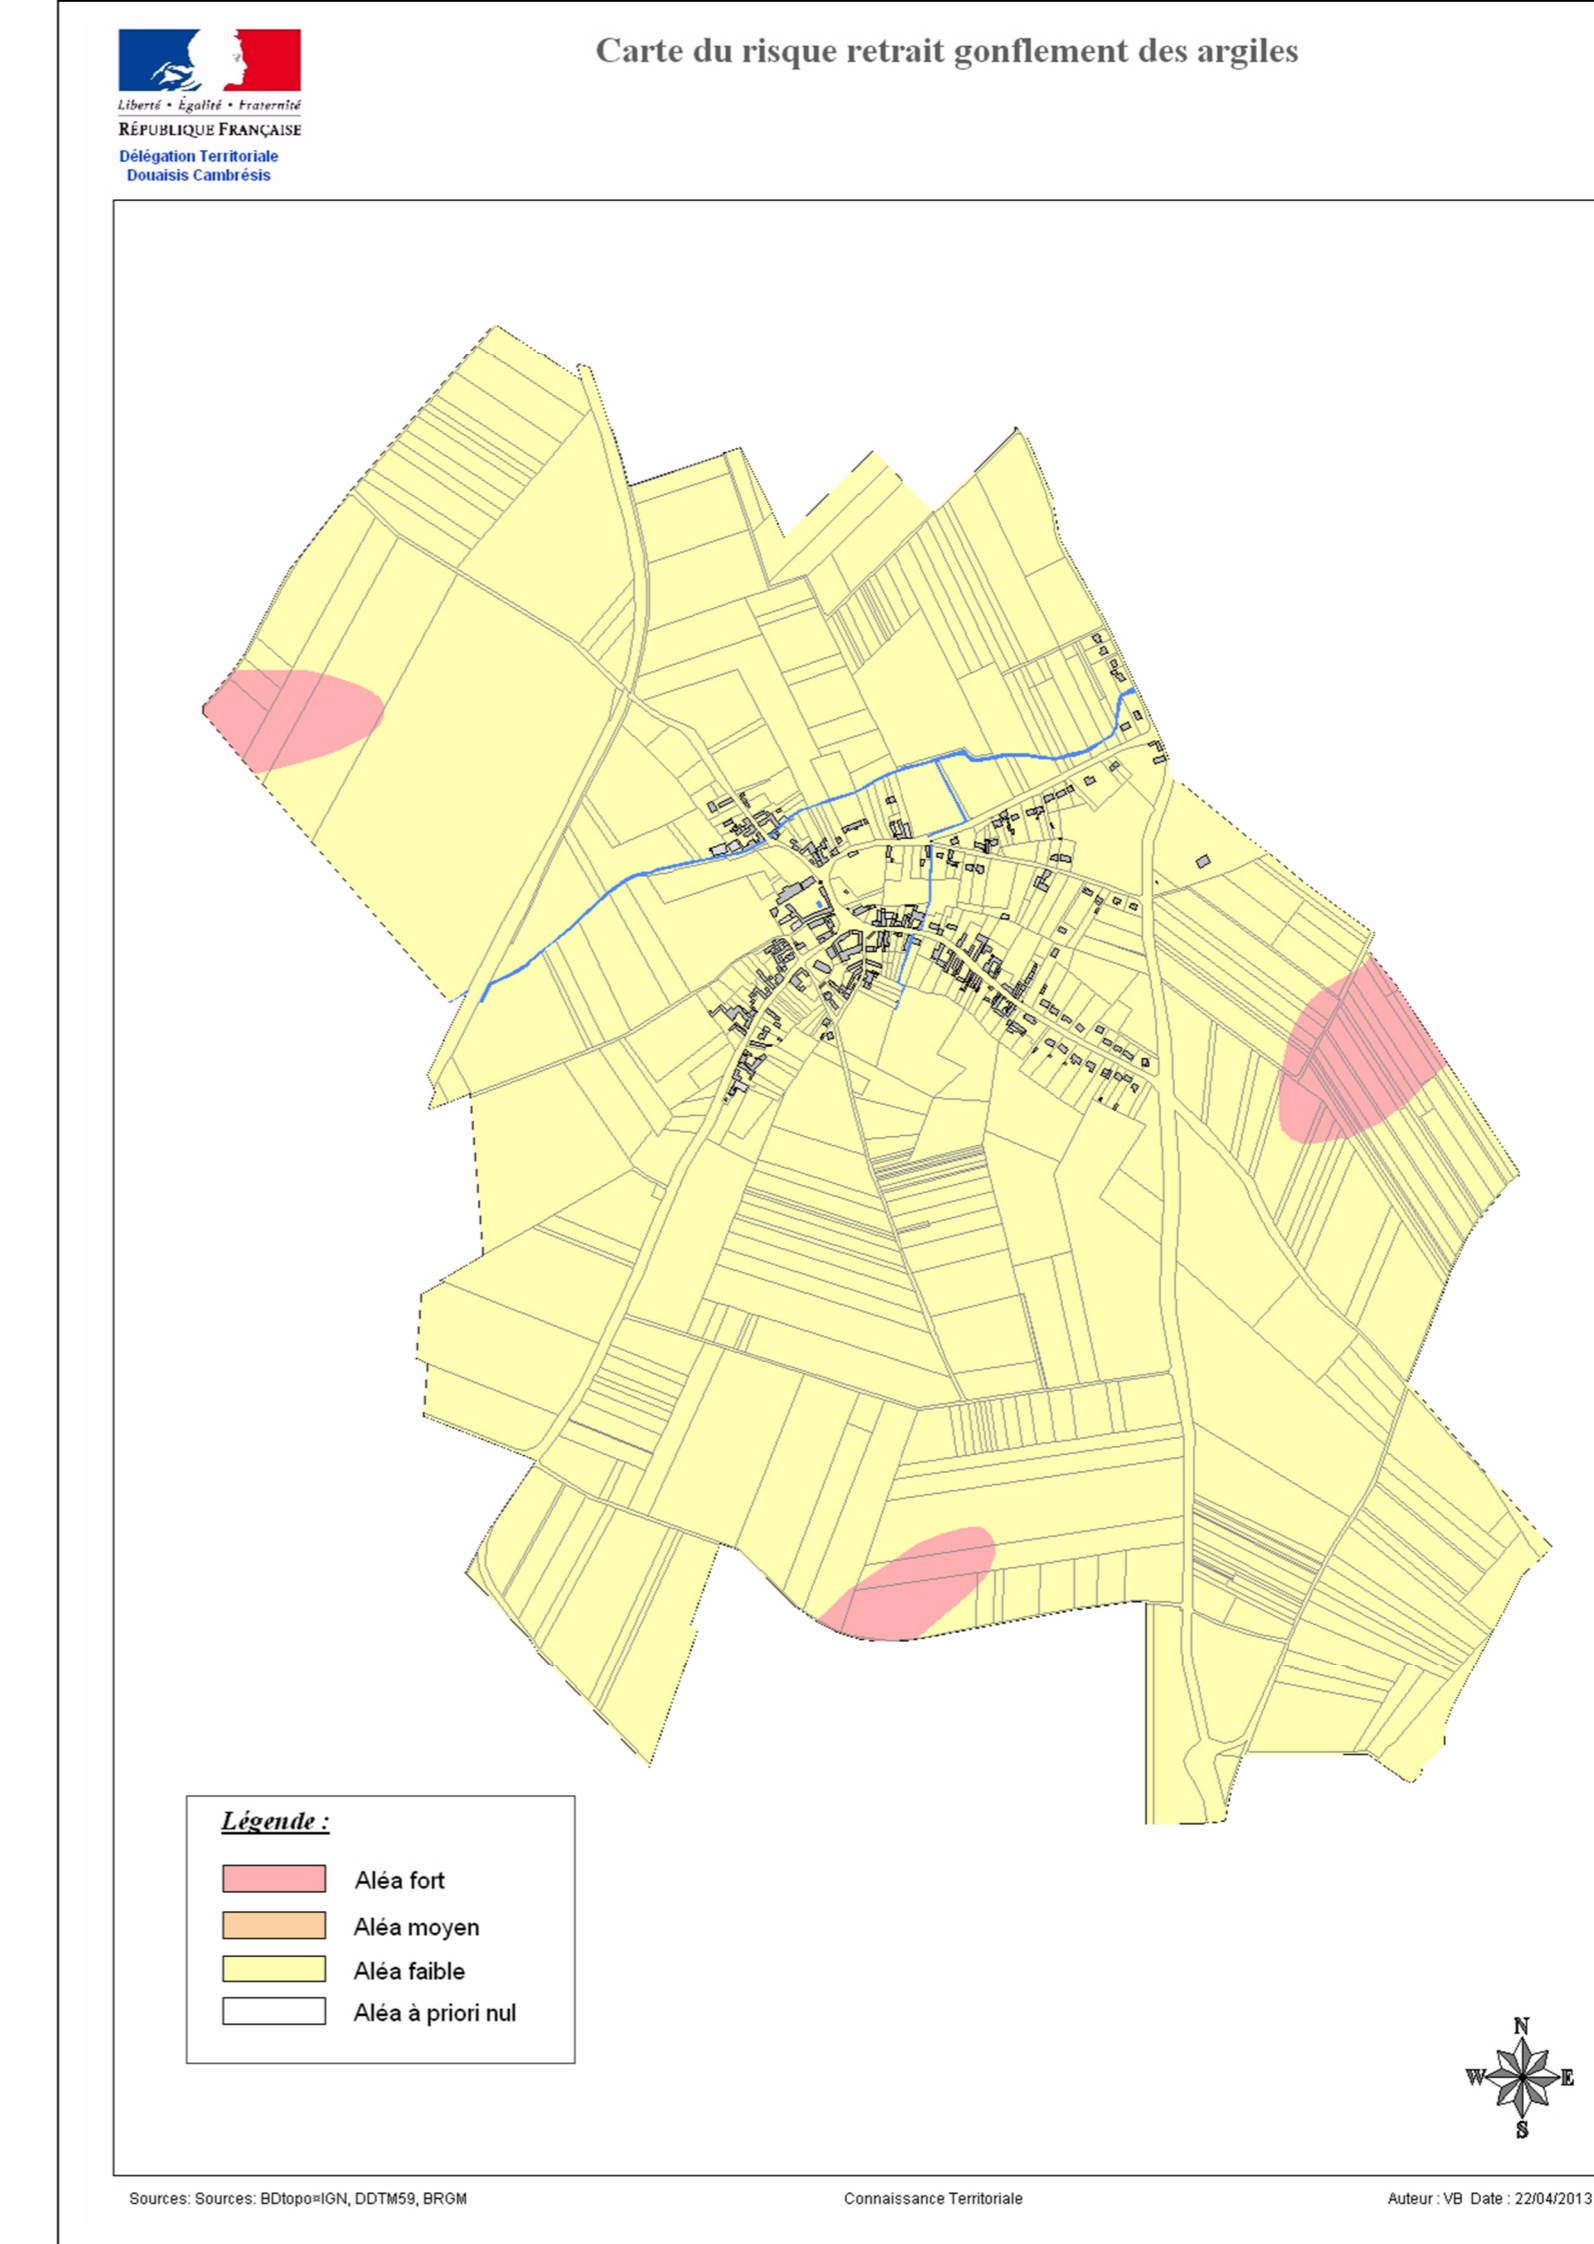 Carte du risque retrait gonflement des argiles
Liberté • Égalité • Fraternité
RÉPUBLIQUE FRANÇAISE
Délégation Territoriale
Douaisis Cambrésis
Légende :
Aléa fort
Aléa moyen
Aléa faible
Aléa à priori nul
N
W E
S
Sources: Sources: BDtopo¤IGN, DDTM59, BRGM
Connaissance Territoriale
Auteur : VB Date : 22/04/2013